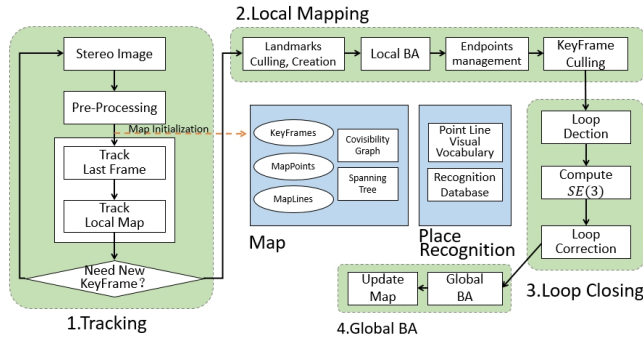 2.Local Mapping
Stereo Image
Pre-Processing
Map Initialization
Track
Last Frame
Track
Local Map
Need New
KeyFrame?
1.Tracking
Landmarks
Culling, Creation
Local BA
Endpoints
management
KeyFrame
Culling
KeyFrames
MapPoints
MapLines
Covisibility
Graph
Spanning
Tree
Map
Point Line
Visual
Vocabulary
Recognition
Database
Place
Recognition
Loop
Dection
Compute
SE(3)
Loop
Correction
3.Loop Closing
Update
Map
Global
BA
4.Global BA